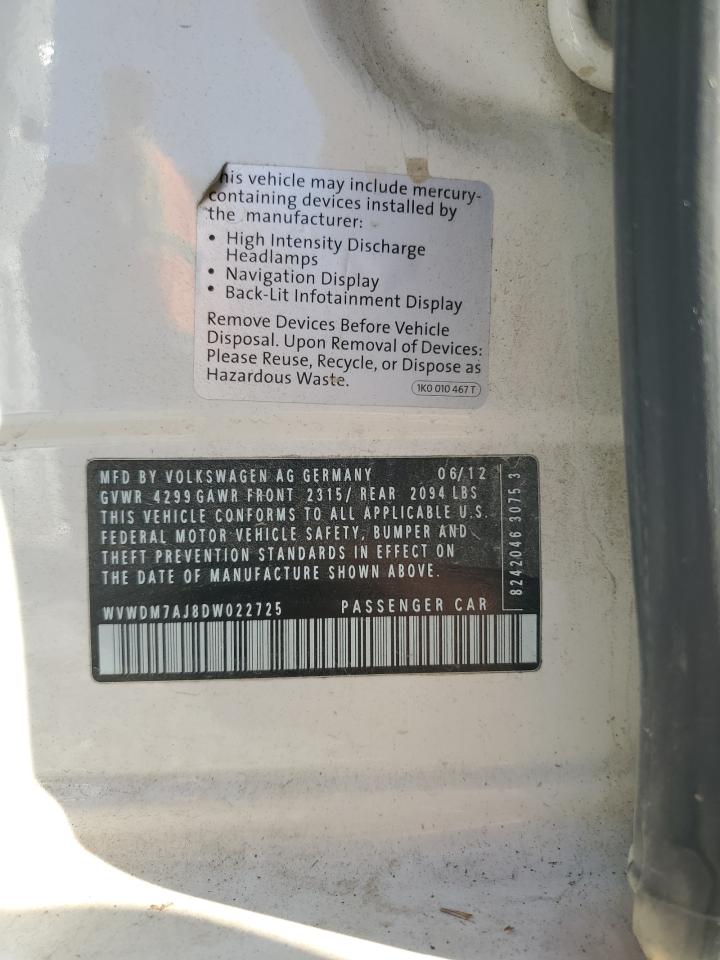 his vehicle may include mercury-
containing devices installed by
the manufacturer:
• High Intensity Discharge
Headlamps
• Navigation Display
• Back-Lit Infotainment Display
Remove Devices Before Vehicle
Disposal. Upon Removal of Devices:
Please Reuse, Recycle, or Dispose as
Hazardous Waste.
1K0 010 467 T
MFD BY VOLKSWAGEN AG GERMANY 06/12
GVWR 4299 GAWR FRONT 2315/ REAR 2094 LBS
THIS VEHICLE CONFORMS TO ALL APPLICABLE U.S.
FEDERAL MOTOR VEHICLE SAFETY, BUMPER AND
THEFT PREVENTION STANDARDS IN EFFECT ON
THE DATE OF MANUFACTURE SHOWN ABOVE.
WVWDM7AJ8DW022725 PASSENGER CAR
8242046 3075 3